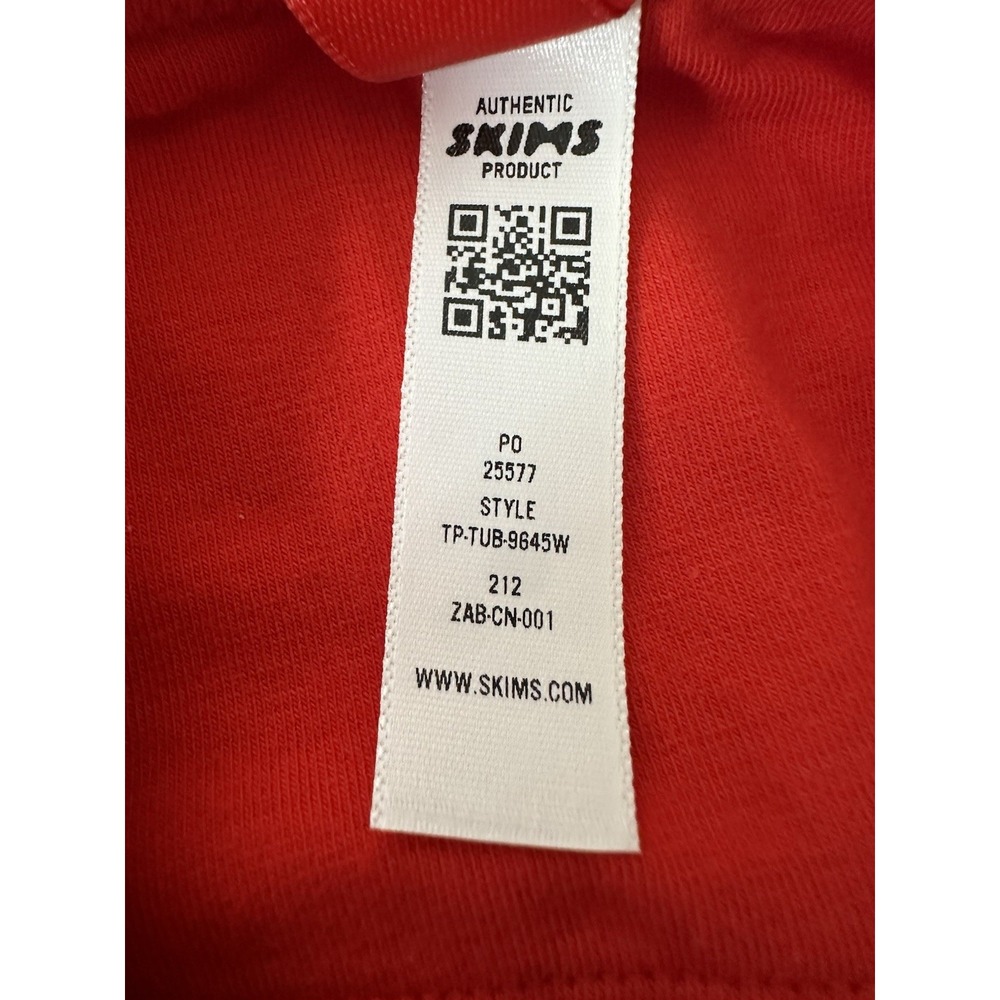 AUTHENTIC
SKIMS
PRODUCT
PO
25577
STYLE
TP-TUB-9645W
212
ZAB-CN-001
WWW.SKIMS.COM